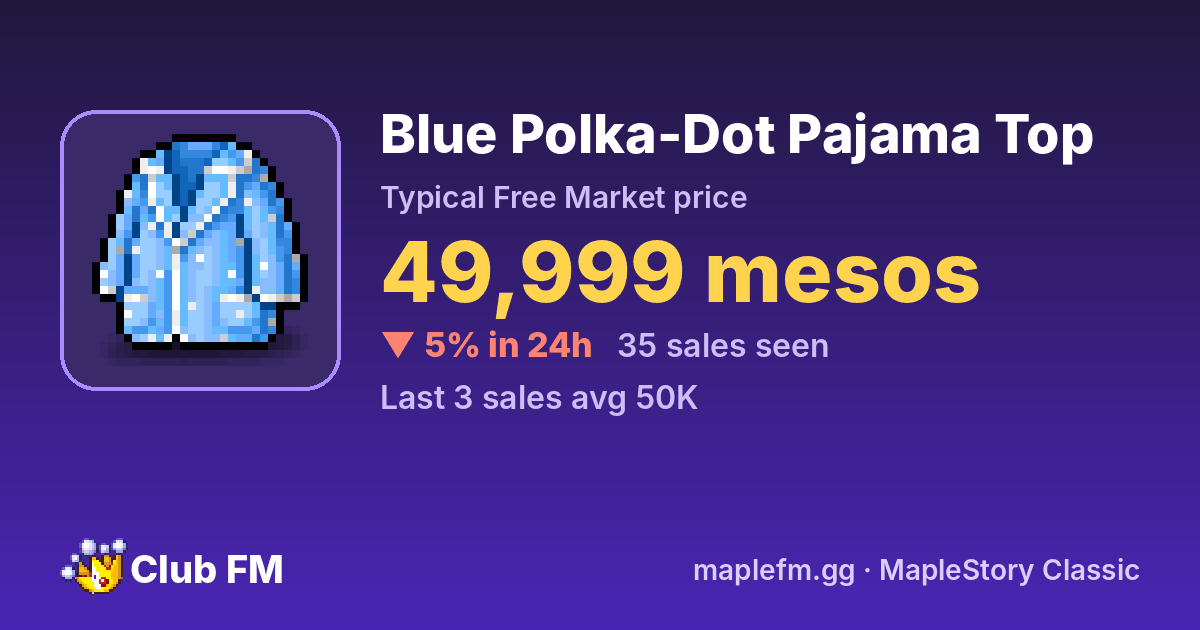 Blue Polka-Dot Pajama Top
Typical Free Market price
49,999 mesos
▼ 5% in 24h 35 sales seen
Last 3 sales avg 50K
Club FM
maplefm.gg · MapleStory Classic